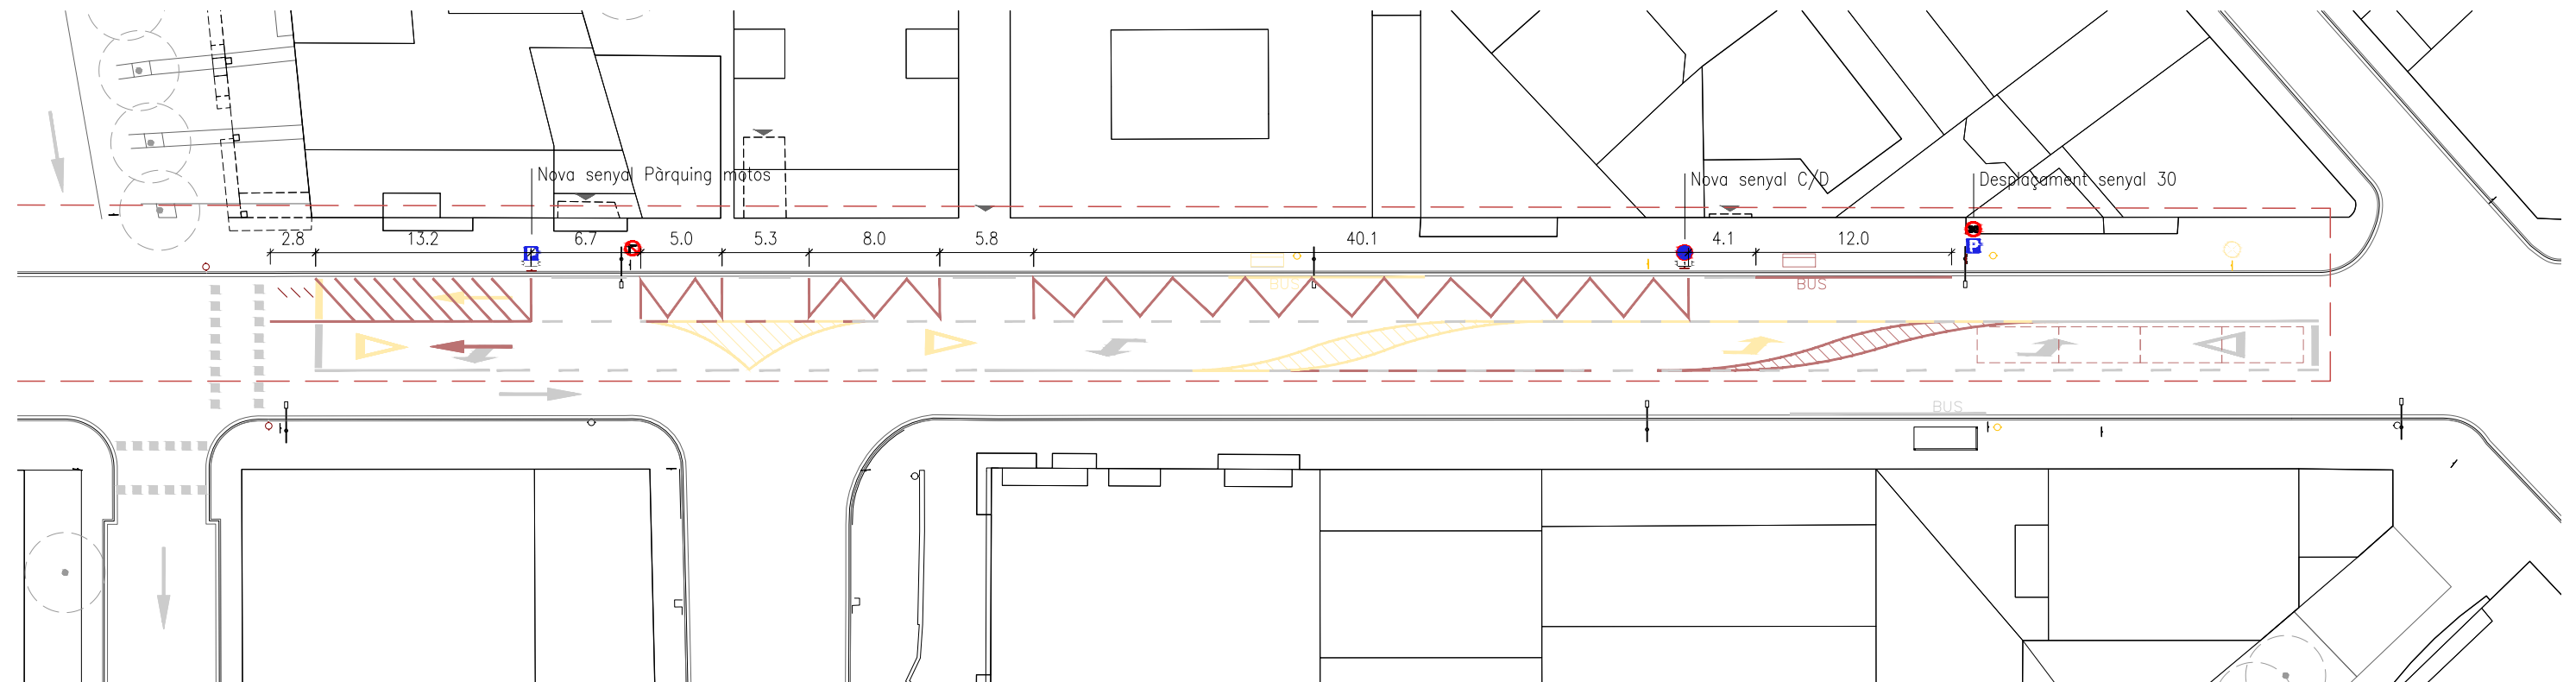 Nova senyal Pàrquing motos
Nova senyal C/D
Desplaçament senyal 30
2.8
13.2
6.7
5.0
5.3
8.0
5.8
40.1
4.1
12.0
P
P
BUS
BUS
BUS